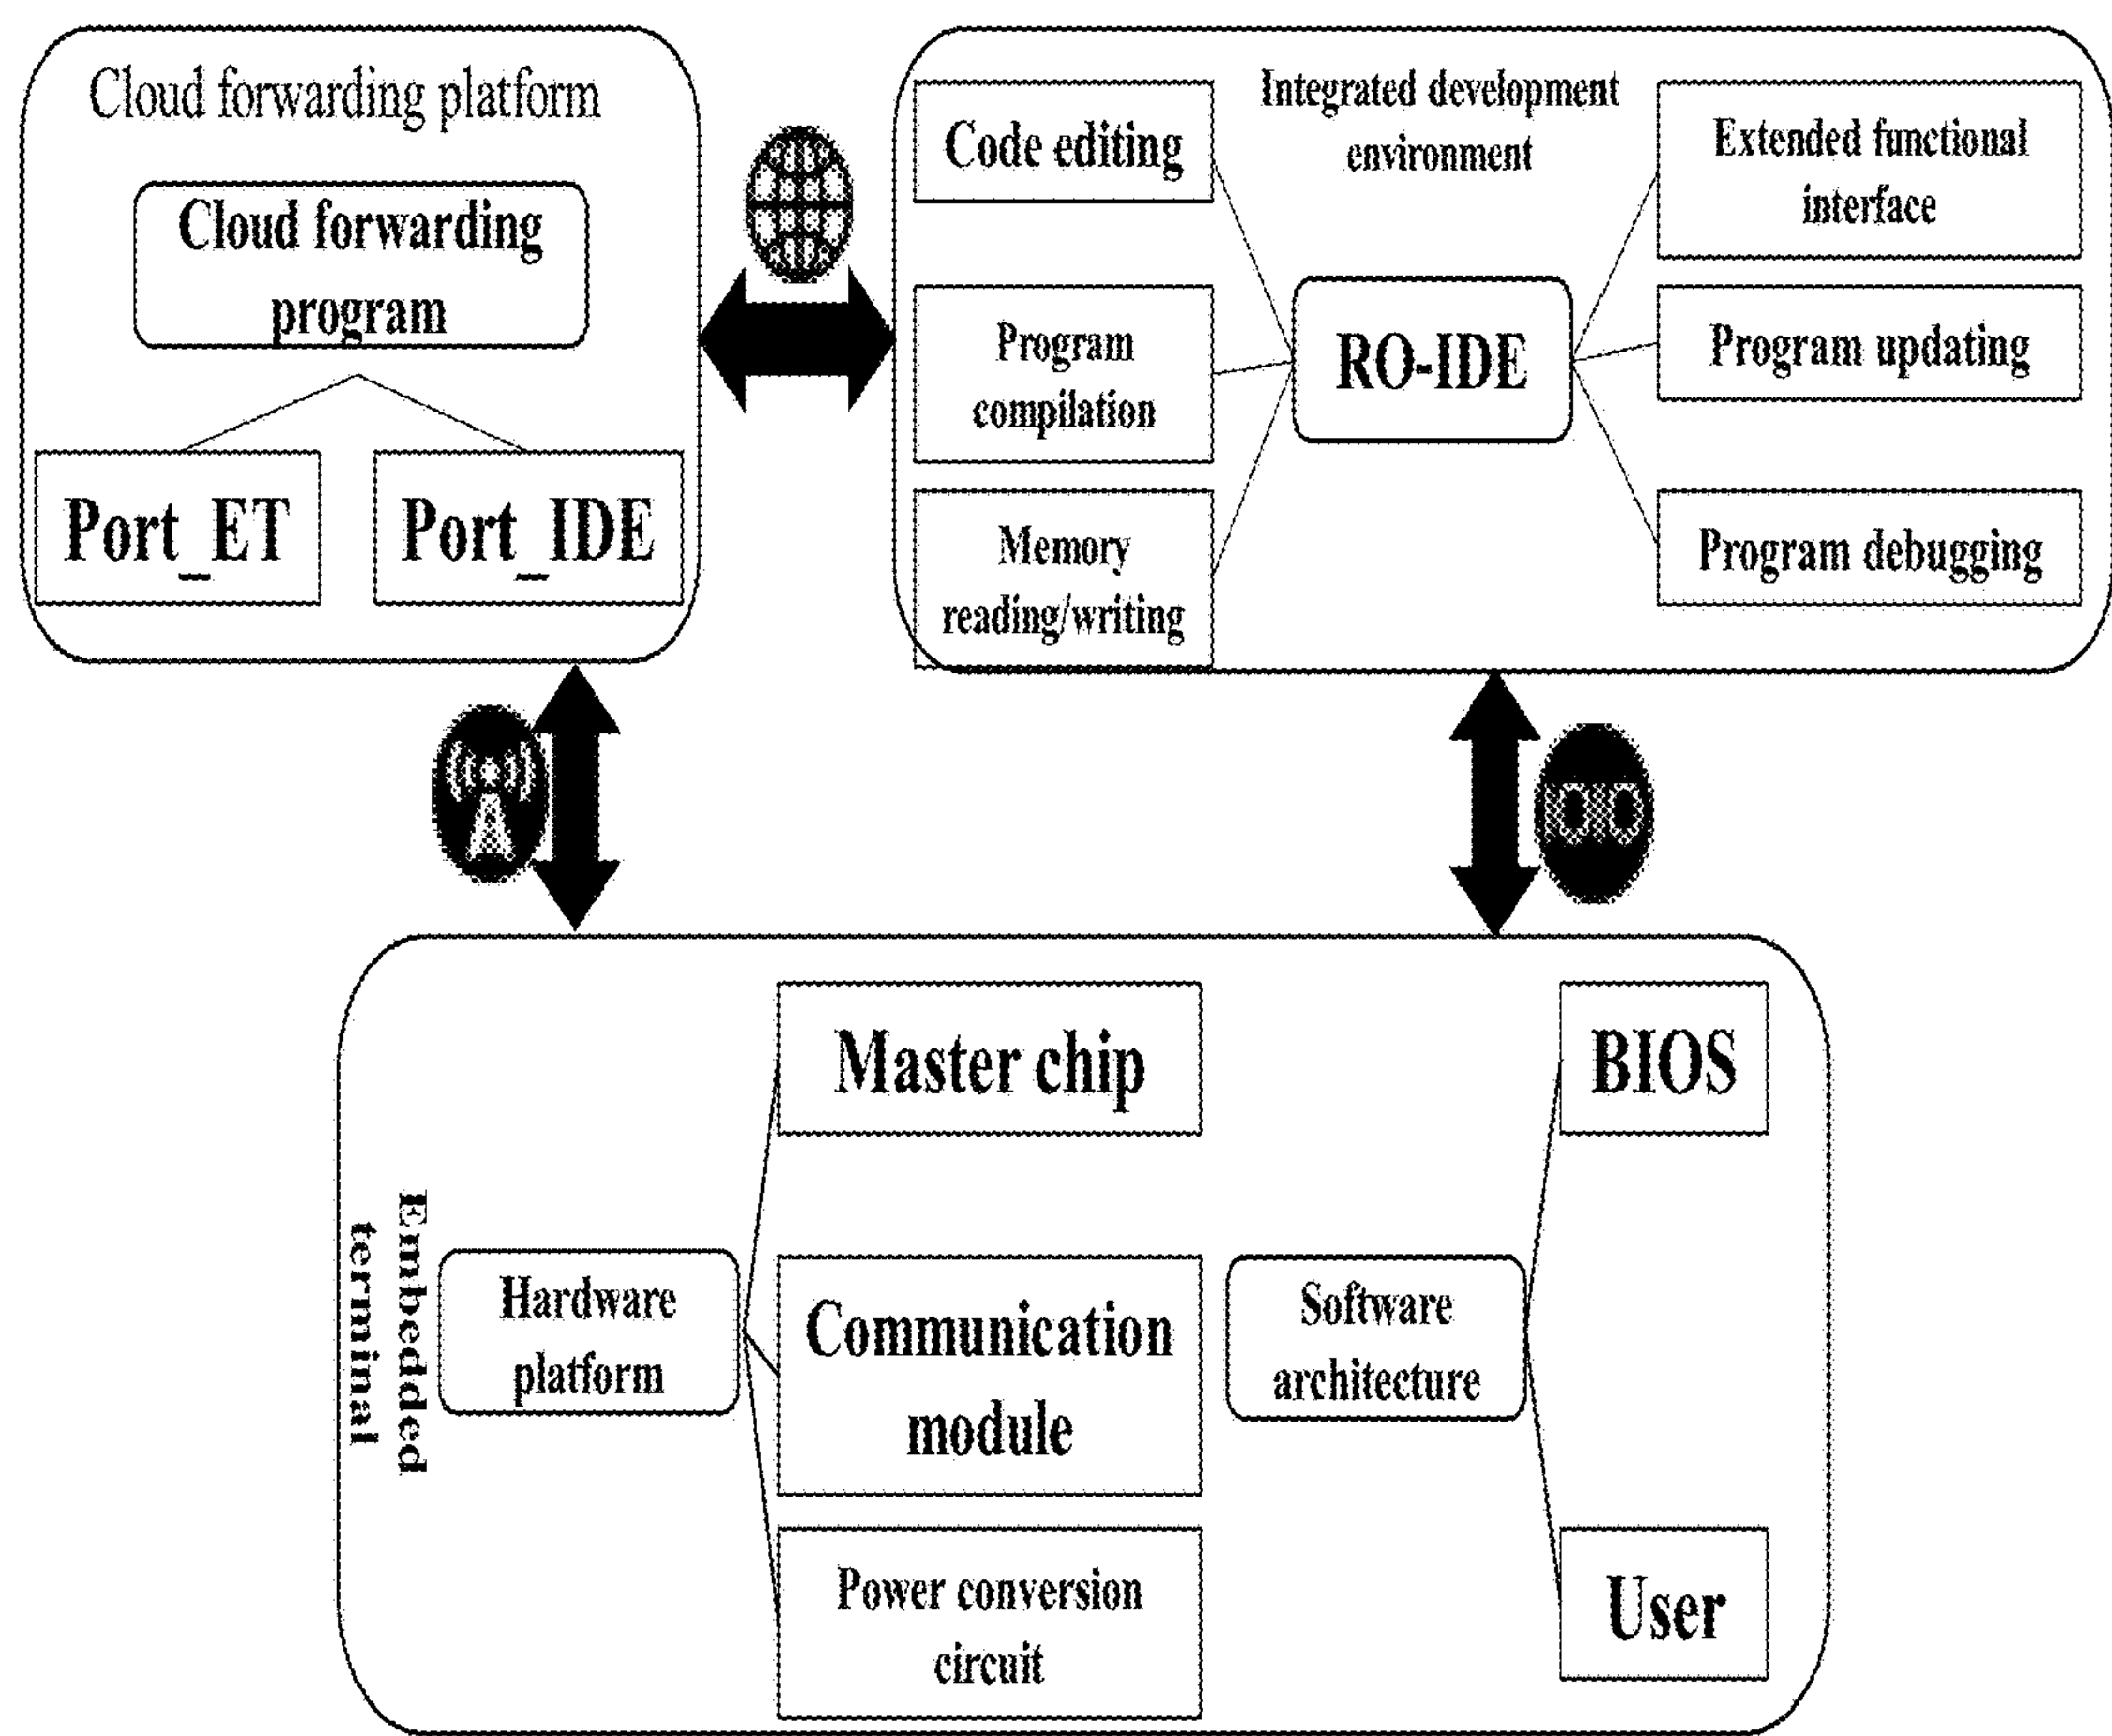 Cloud forwarding platform
Cloud forwarding
program
Port_ET
Port_IDE
Code editing
Integrated development
environment
Extended functional
interface
Program
compilation
RO-IDE
Program updating
Memory
reading/writing
Program debugging
Embedded
terminal
Hardware
platform
Master chip
Communication
module
Power conversion
circuit
Software
architecture
BIOS
User